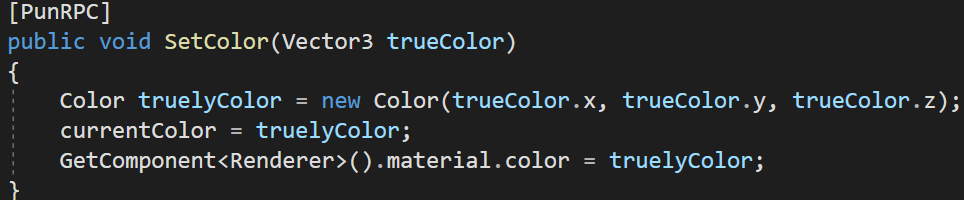 [PunRPC]
public void SetColor(Vector3 trueColor)
{
Color truelyColor = new Color(trueColor.x, trueColor.y, trueColor.z);
currentColor = truelyColor;
GetComponent<Renderer>().material.color = truelyColor;
}